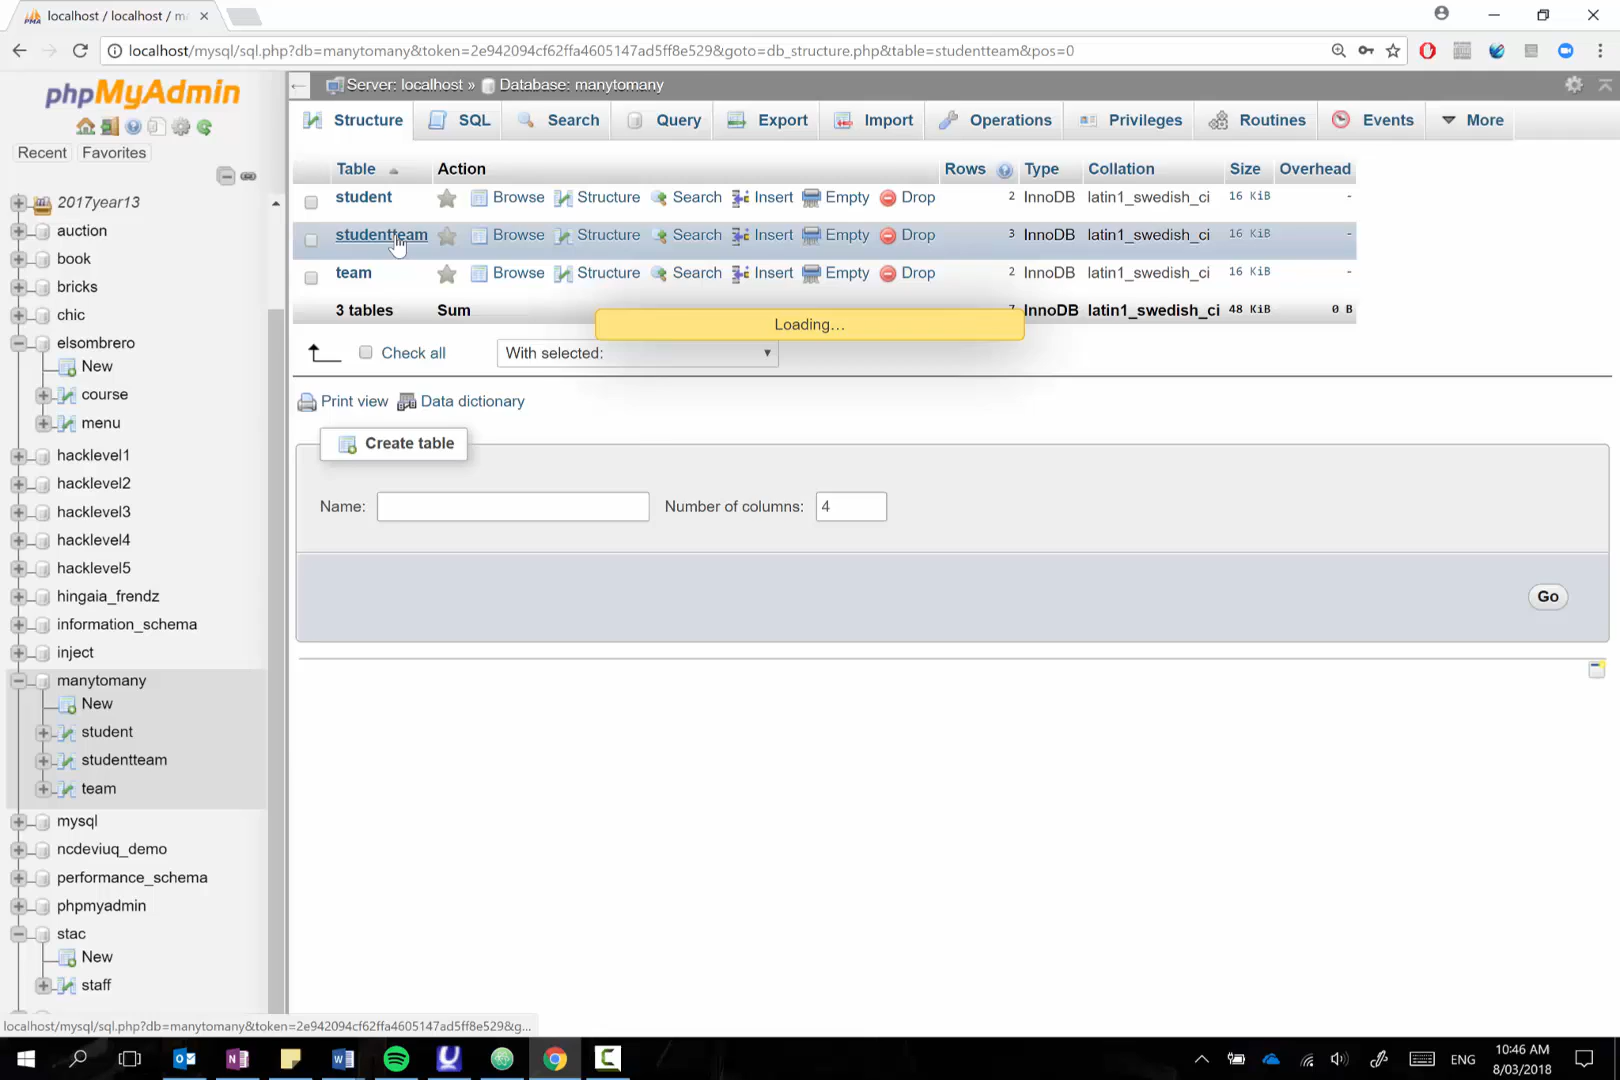 localhost / localhost / m
localhost/mysql/sql.php?db=manytomany&token=2e942094cf62ffa4605147ad5ff8e529&goto=db_structure.php&table=studentteam&pos=0
phpMyAdmin
Recent Favorites
2017year13
auction
book
bricks
chic
elsombrero
New
course
menu
hacklevel1
hacklevel2
hacklevel3
hacklevel4
hacklevel5
hingaia_frendz
information_schema
inject
manytomany
New
student
studentteam
team
mysql
ncdeviuq_demo
performance_schema
phpmyadmin
stac
New
staff
Server: localhost » Database: manytomany
Structure SQL Search Query Export Import Operations Privileges Routines Events More
Table Action Rows Type Collation Size Overhead
student Browse Structure Search Insert Empty Drop 2 InnoDB latin1_swedish_ci 16 KiB -
studentteam Browse Structure Search Insert Empty Drop 3 InnoDB latin1_swedish_ci 16 KiB -
team Browse Structure Search Insert Empty Drop 2 InnoDB latin1_swedish_ci 16 KiB -
3 tables Sum 7 InnoDB latin1_swedish_ci 48 KiB 0 B
Loading…
Check all With selected:
Print view Data dictionary
Create table
Name: Number of columns: 4
Go
localhost/mysql/sql.php?db=manytomany&token=2e942094cf62ffa4605147ad5ff8e529&g...
ENG
10:46 AM
8/03/2018